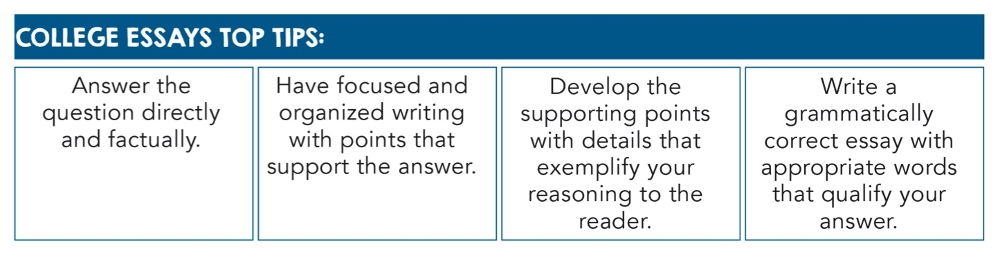 COLLEGE ESSAYS TOP TIPS:
Answer the
question directly
and factually.
Have focused and
organized writing
with points that
support the answer.
Develop the
supporting points
with details that
exemplify your
reasoning to the
reader.
Write a
grammatically
correct essay with
appropriate words
that qualify your
answer.